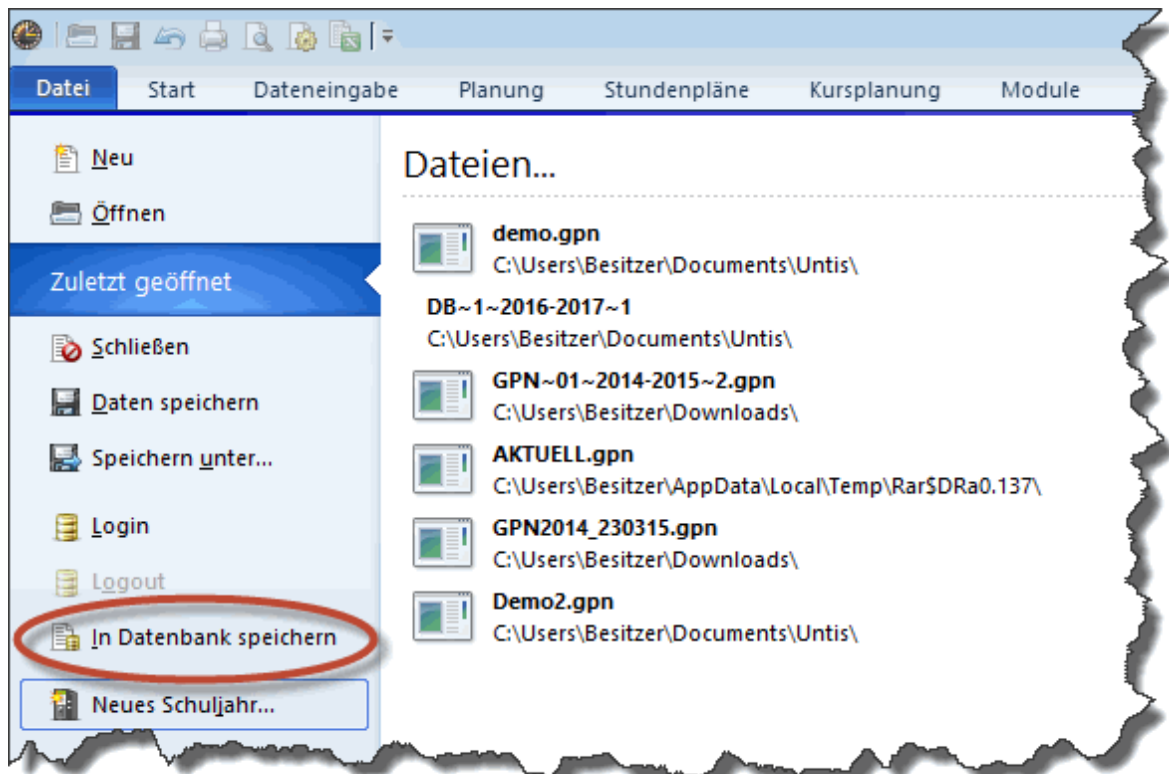 Datei Start Dateneingabe Planung Stundenpläne Kursplanung Module
Neu
Öffnen
Zuletzt geöffnet
Schließen
Daten speichern
Speichern unter...
Login
Logout
In Datenbank speichern
Neues Schuljahr...
Dateien...
demo.gpn
C:\Users\Besitzer\Documents\Untis\
DB~1~2016-2017~1
C:\Users\Besitzer\Documents\Untis\
GPN~01~2014-2015~2.gpn
C:\Users\Besitzer\Downloads\
AKTUELL.gpn
C:\Users\Besitzer\AppData\Local\Temp\Rar$DRa0.137\
GPN2014_230315.gpn
C:\Users\Besitzer\Downloads\
Demo2.gpn
C:\Users\Besitzer\Documents\Untis\